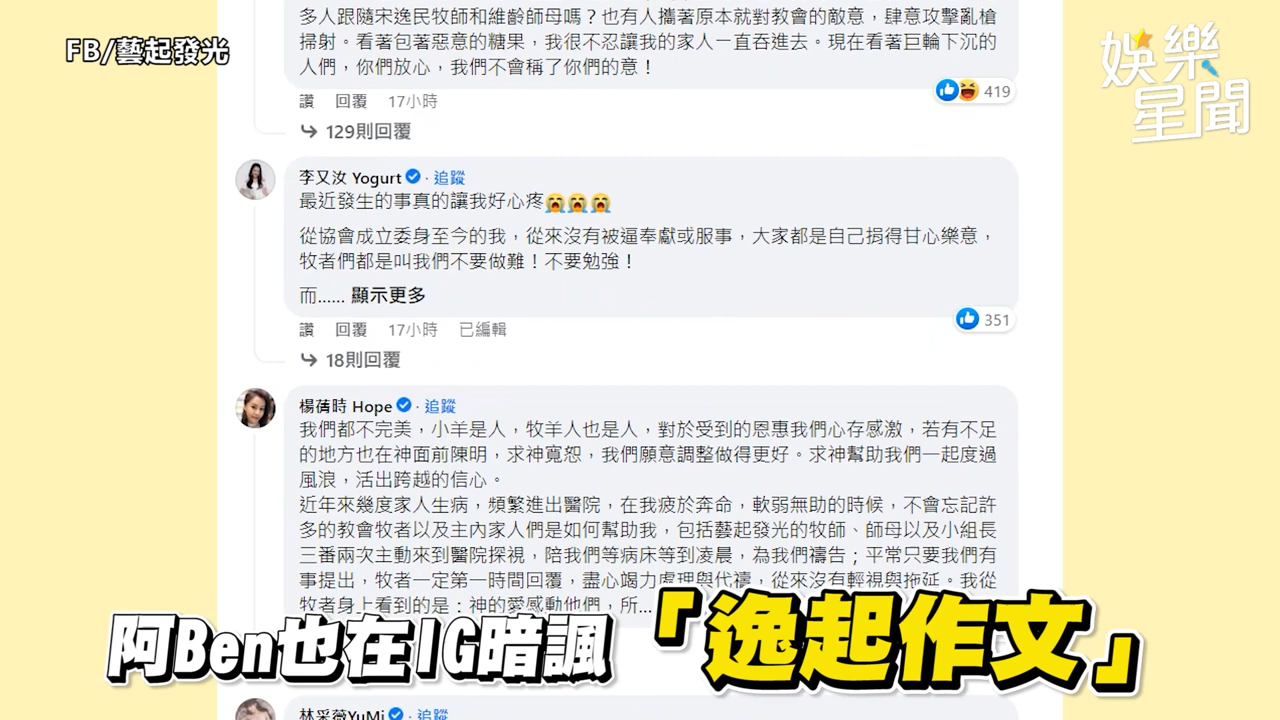 FB/藝起發光
娛樂
星聞
多人跟隨宋逸民牧師和維齡師母嗎？也有人攜著原本就對教會的敵意，肆意攻擊亂槍
掃射。看著包著惡意的糖果，我很不忍讓我的家人一直吞進去。現在看著巨輪下沉的
人們，你們放心，我們不會稱了你們的意！
讚 回覆 17小時
419
129則回覆
李又汝 Yogurt · 追蹤
最近發生的事真的讓我好心疼😭😭😭
從協會成立委身至今的我，從來沒有被逼奉獻或服事，大家都是自己捐得甘心樂意，
牧者們都是叫我們不要做難！不要勉強！
而...... 顯示更多
讚 回覆 17小時 已編輯
351
18則回覆
楊蒨時 Hope · 追蹤
我們都不完美，小羊是人，牧羊人也是人，對於受到的恩惠我們心存感激，若有不足
的地方也在神面前陳明，求神寬恕，我們願意調整做得更好。求神幫助我們一起度過
風浪，活出跨越的信心。
近年來幾度家人生病，頻繁進出醫院，在我疲於奔命，軟弱無助的時候，不會忘記許
多的教會牧者以及主內家人們是如何幫助我，包括藝起發光的牧師、師母以及小組長
三番兩次主動來到醫院探視，陪我們等病床等到凌晨，為我們禱告；平常只要我們有
事提出，牧者一定第一時間回覆，盡心竭力處理與代禱，從來沒有輕視與拖延。我從
牧者身上看到的是：神的愛感動他們，所...
阿Ben也在IG暗諷「逸起作文」
林采薇YuMi · 追蹤